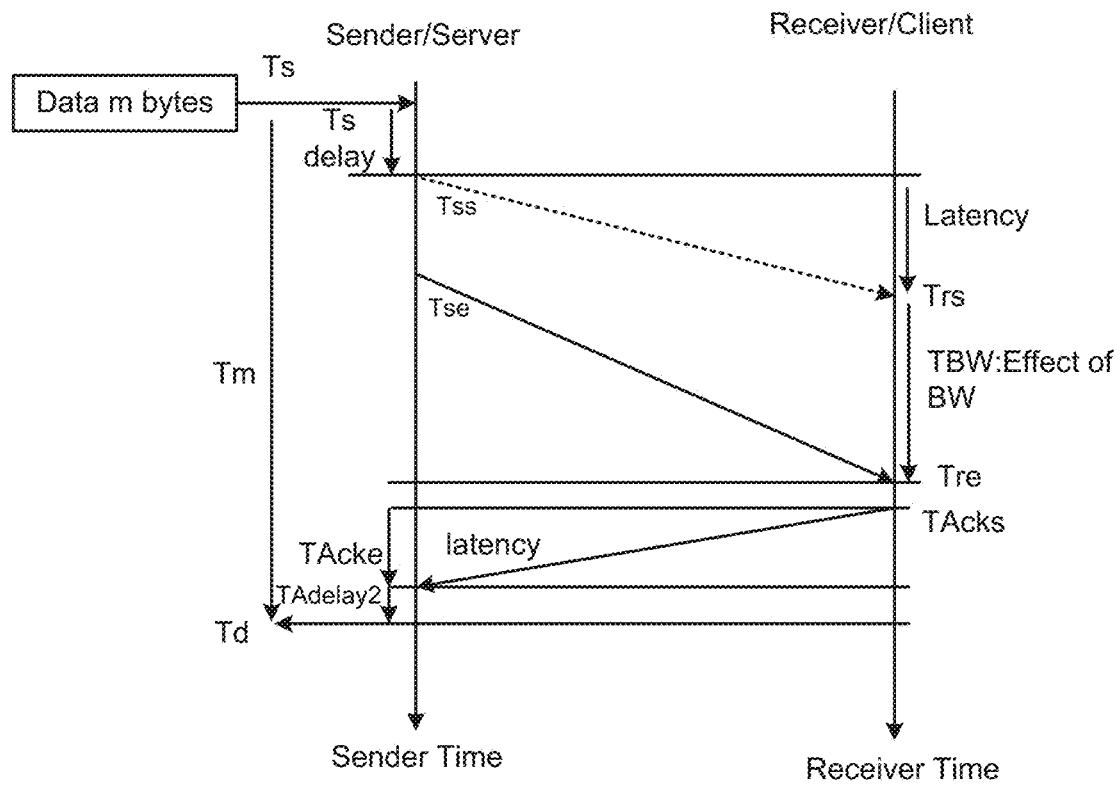 Sender/Server
Receiver/Client
Ts
Data m bytes
Ts
delay
Tss
Latency
Trs
Tse
Tm
TBW:Effect of
BW
Tre
TAcks
latency
TAcke
TAdelay2
Td
Sender Time
Receiver Time